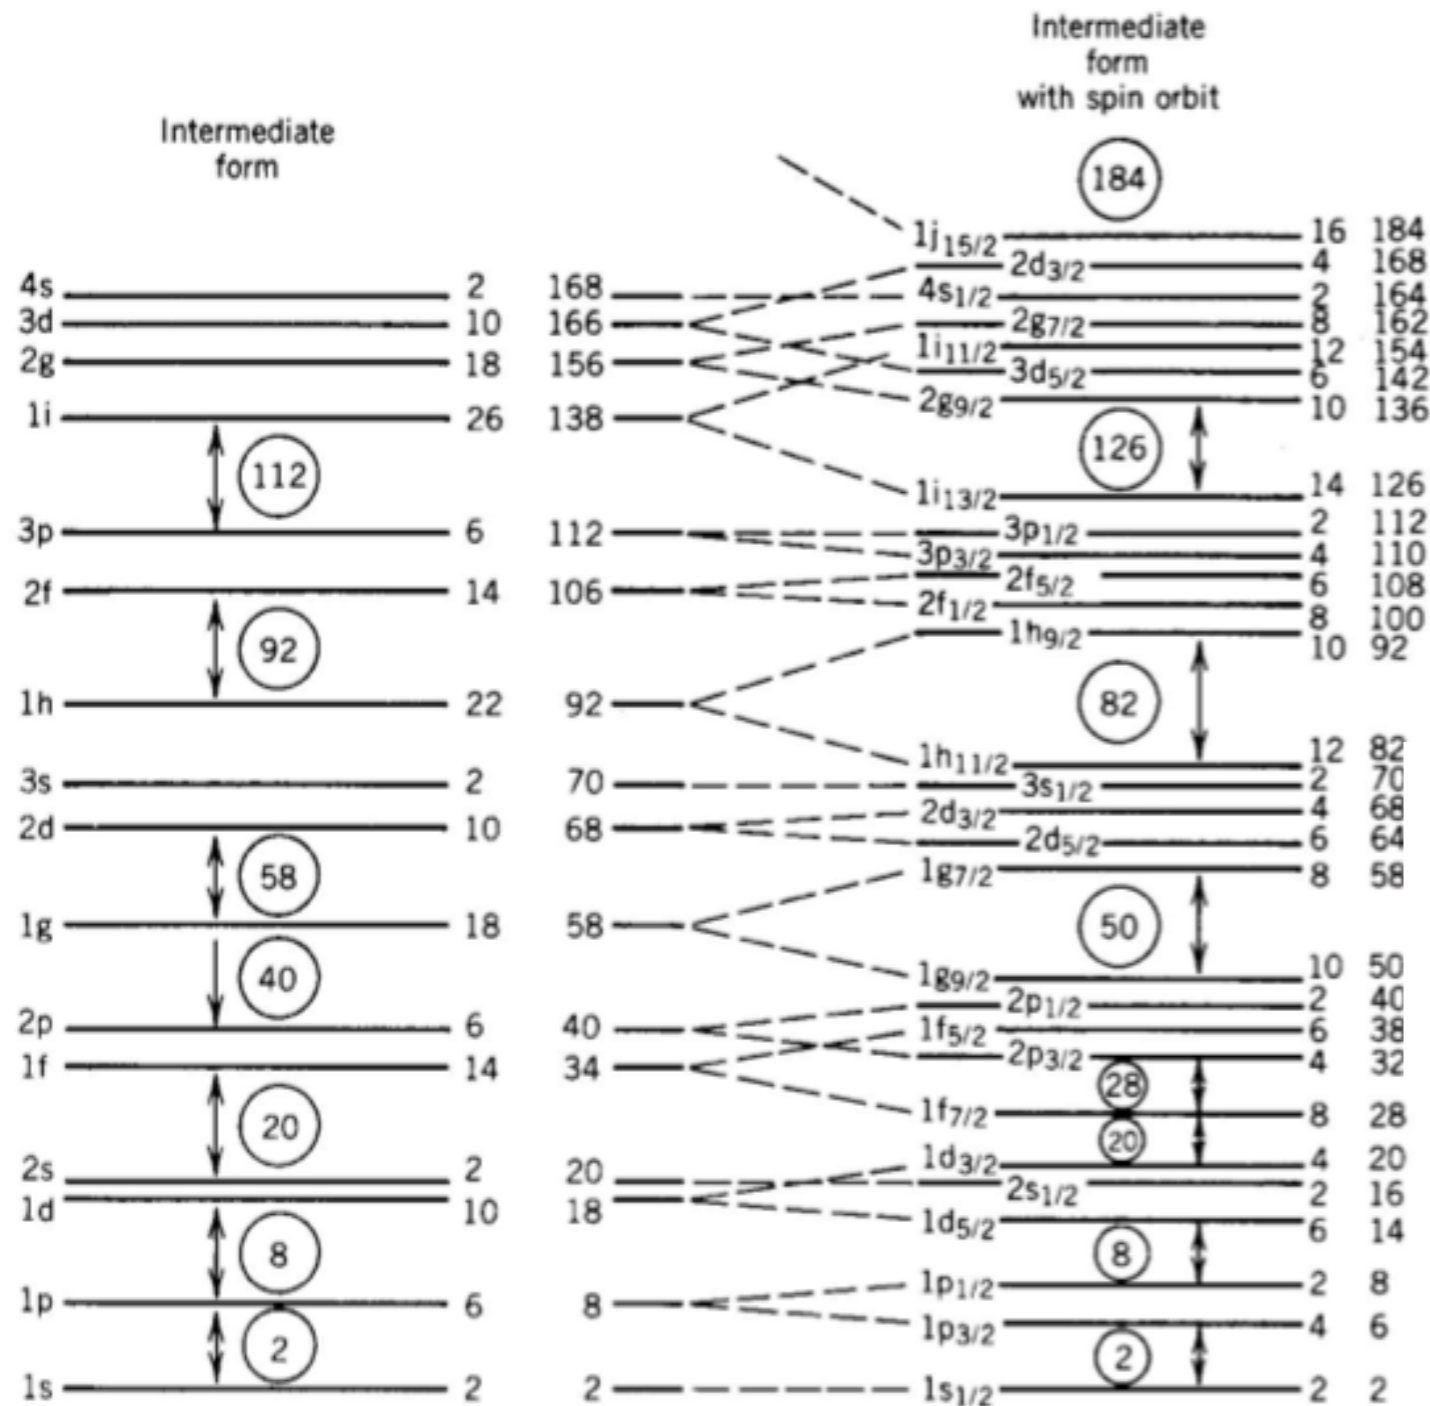 Intermediate
form
with spin orbit
Intermediate
form
184
1j15/2 16 184
2d3/2 4 168
4s 2 168 4s1/2 2 164
3d 10 166 2g7/2 8 162
1i11/2 12 154
2g 18 156 3d5/2 6 142
2g9/2 10 136
1i 26 138
126
112
1i13/2 14 126
3p 6 112 3p1/2 2 112
3p3/2 4 110
2f 14 106 2f5/2 6 108
2f1/2 8 100
1h9/2 10 92
92
1h 22 92 82
1h11/2 12 82
3s 2 70 3s1/2 2 70
2d 10 68 2d3/2 4 68
2d5/2 6 64
58 1g7/2 8 58
1g 18 58 50
40 1g9/2 10 50
2p1/2 2 40
2p 6 40 1f5/2 6 38
2p3/2 4 32
1f 14 34 28
20 1f7/2 8 28
20
2s 2 20 1d3/2 4 20
2s1/2 2 16
1d 10 18 1d5/2 6 14
8 8
1p 6 8 1p1/2 2 8
1p3/2 4 6
2 2
1s 2 2 1s1/2 2 2